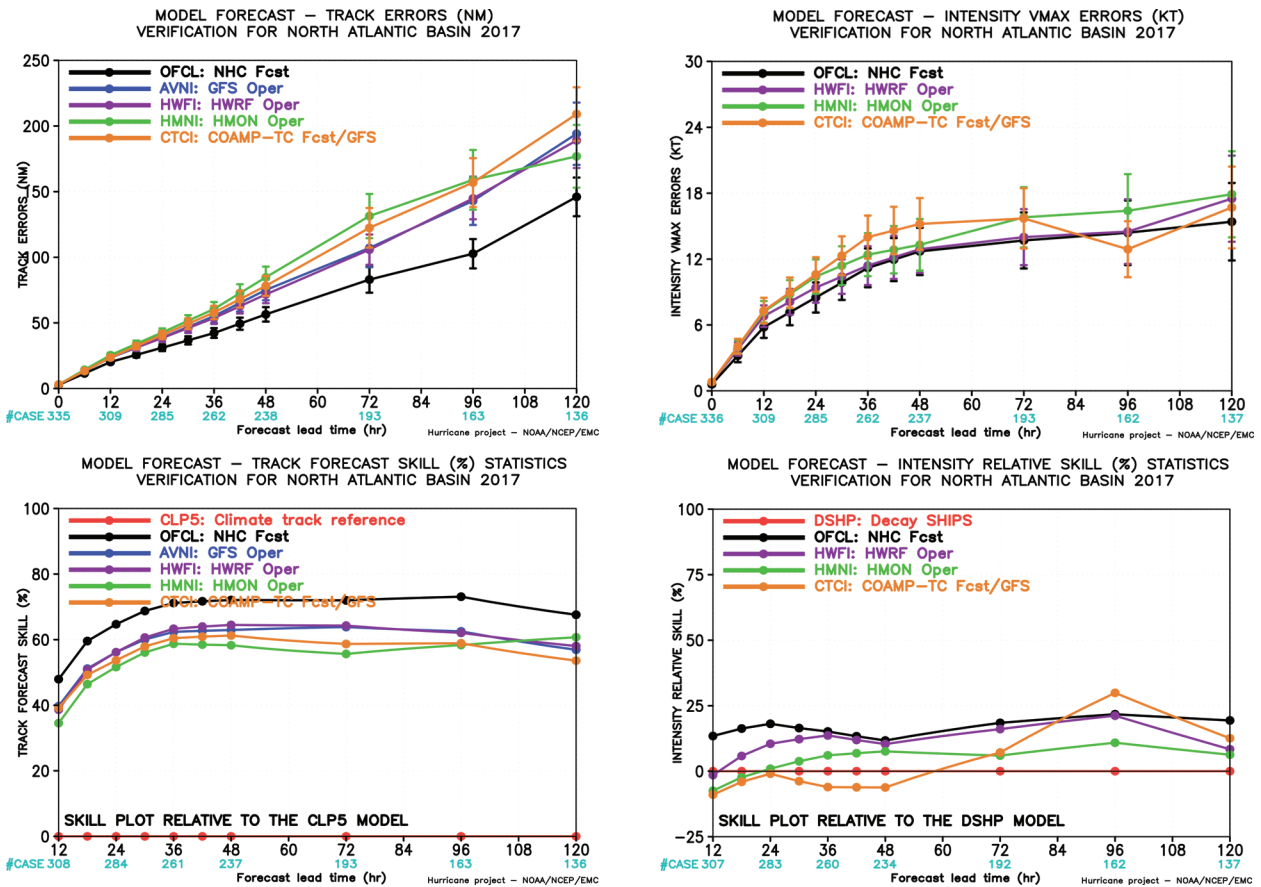 MODEL FORECAST – TRACK ERRORS (NM)
VERIFICATION FOR NORTH ATLANTIC BASIN 2017
250
200
150
100
50
0
TRACK ERRORS (NM)
OFCL: NHC Fcst
AVNI: GFS Oper
HWFI: HWRF Oper
HMNI: HMON Oper
CTCI: COAMP–TC Fcst/GFS
0 12 24 36 48 60 72 84 96 108 120
#CASE 335 309 285 262 238 193 163 136
Forecast lead time (hr)
Hurricane project – NOAA/NCEP/EMC
MODEL FORECAST – INTENSITY VMAX ERRORS (KT)
VERIFICATION FOR NORTH ATLANTIC BASIN 2017
30
24
18
12
6
0
INTENSITY VMAX ERRORS (KT)
OFCL: NHC Fcst
HWFI: HWRF Oper
HMNI: HMON Oper
CTCI: COAMP–TC Fcst/GFS
0 12 24 36 48 60 72 84 96 108 120
#CASE 336 309 285 262 237 193 162 137
Forecast lead time (hr)
Hurricane project – NOAA/NCEP/EMC
MODEL FORECAST – TRACK FORECAST SKILL (%) STATISTICS
VERIFICATION FOR NORTH ATLANTIC BASIN 2017
100
80
60
40
20
0
TRACK FORECAST SKILL (%)
CLP5: Climate track reference
OFCL: NHC Fcst
AVNI: GFS Oper
HWFI: HWRF Oper
HMNI: HMON Oper
CTCI: COAMP–TC Fcst/GFS
SKILL PLOT RELATIVE TO THE CLP5 MODEL
12 24 36 48 60 72 84 96 108 120
#CASE 308 284 261 237 193 163 136
Forecast lead time (hr)
Hurricane project – NOAA/NCEP/EMC
MODEL FORECAST – INTENSITY RELATIVE SKILL (%) STATISTICS
VERIFICATION FOR NORTH ATLANTIC BASIN 2017
100
75
50
25
0
–25
INTENSITY RELATIVE SKILL (%)
DSHP: Decay SHIPS
OFCL: NHC Fcst
HWFI: HWRF Oper
HMNI: HMON Oper
CTCI: COAMP–TC Fcst/GFS
SKILL PLOT RELATIVE TO THE DSHP MODEL
12 24 36 48 60 72 84 96 108 120
#CASE 307 283 260 234 192 162 137
Forecast lead time (hr)
Hurricane project – NOAA/NCEP/EMC